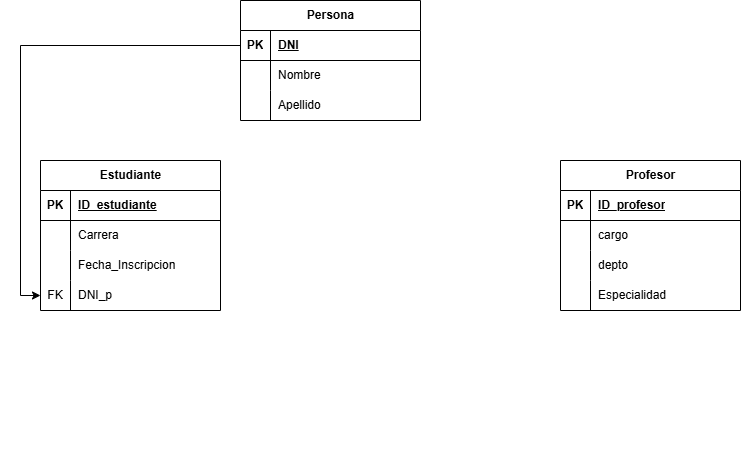 Persona
PK DNI
Nombre
Apellido
Estudiante
PK ID_estudiante
Carrera
Fecha_Inscripcion
FK DNI_p
Profesor
PK ID_profesor
cargo
depto
Especialidad